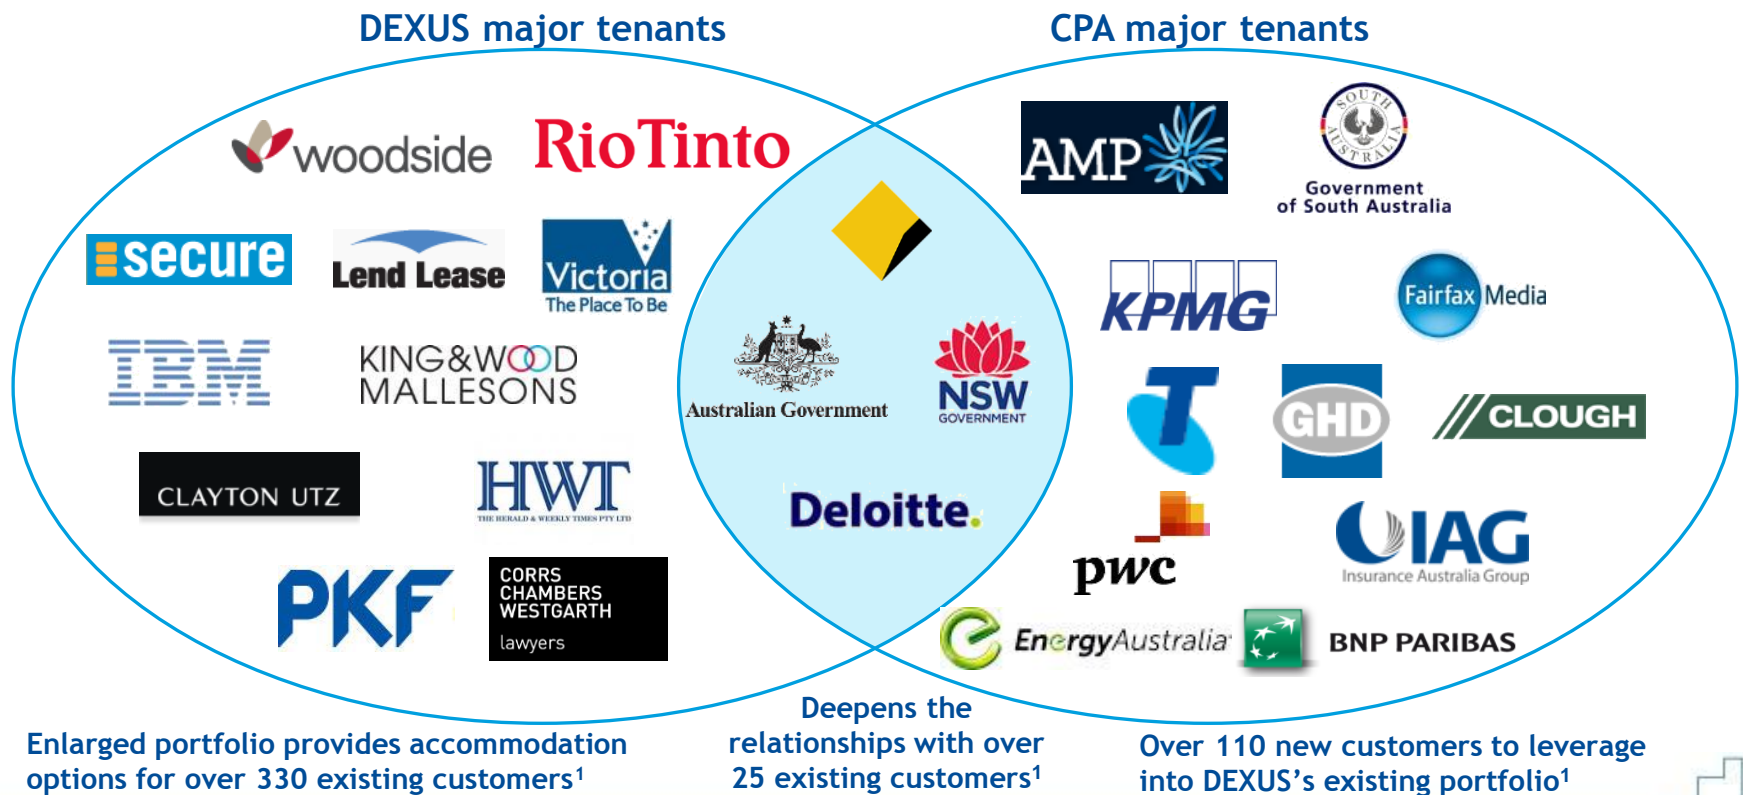 DEXUS major tenants
CPA major tenants
woodside
RioTinto
AMP
SOUTH AUSTRALIA
Government
of South Australia
secure
Lend Lease
Victoria
The Place To Be
KPMG
Fairfax Media
IBM
KING&WOOD
MALLESONS
Australian Government
NSW
GOVERNMENT
T
GHD
CLOUGH
CLAYTON UTZ
HWT
THE HERALD & WEEKLY TIMES PTY LTD
Deloitte.
pwc
IAG
Insurance Australia Group
PKF
CORRS
CHAMBERS
WESTGARTH
lawyers
EnergyAustralia
BNP PARIBAS
Enlarged portfolio provides accommodation
options for over 330 existing customers¹
Deepens the
relationships with over
25 existing customers¹
Over 110 new customers to leverage
into DEXUS's existing portfolio¹